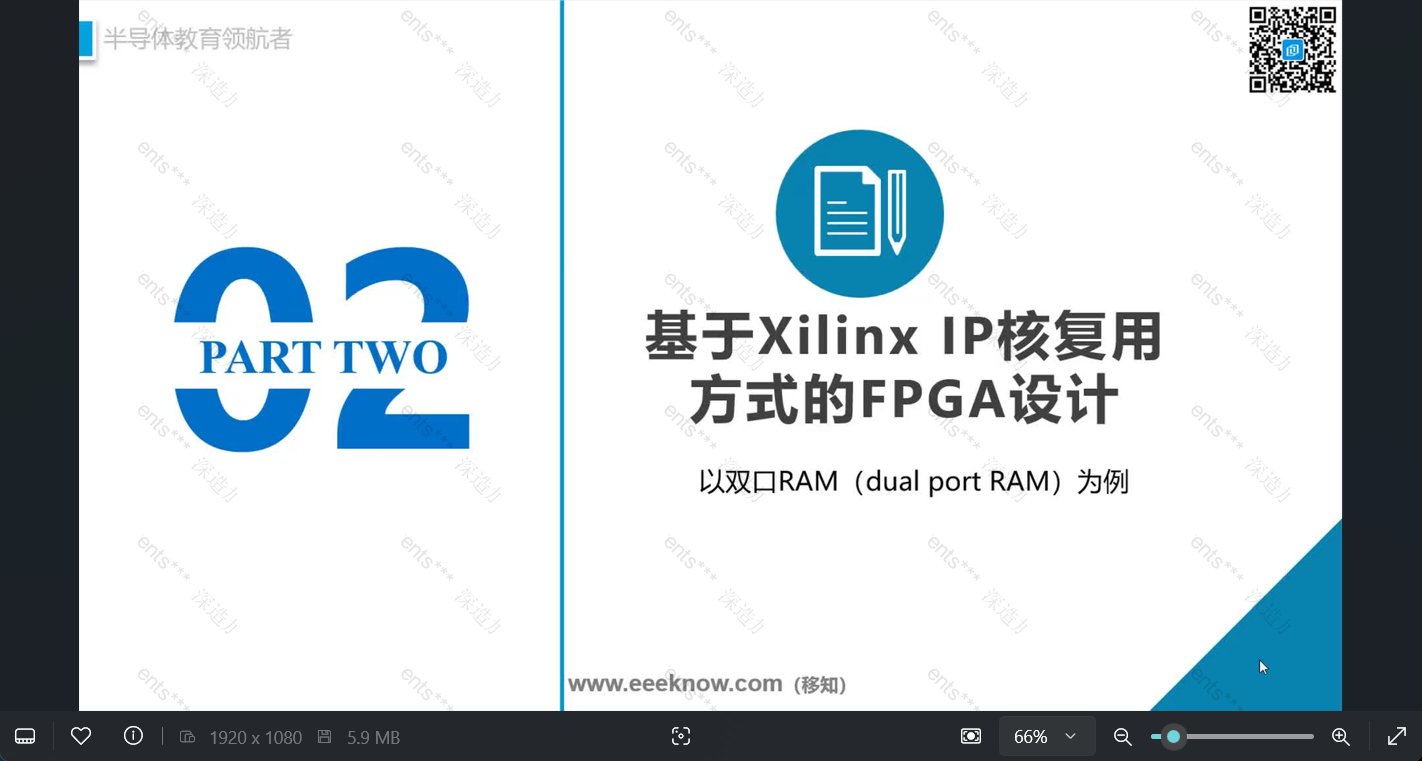 半导体教育领航者
PART TWO
02
基于Xilinx IP核复用
方式的FPGA设计
以双口RAM（dual port RAM）为例
www.eeeknow.com（移知）
ents*** 深造力
1920 x 1080
5.9 MB
66%